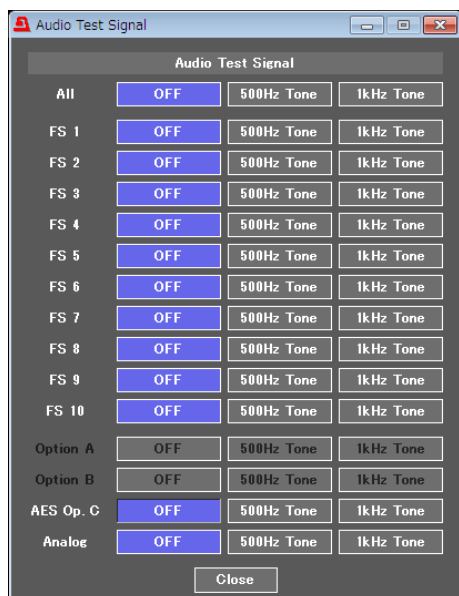 Audio Test Signal
Audio Test Signal
All OFF 500Hz Tone 1kHz Tone
FS 1 OFF 500Hz Tone 1kHz Tone
FS 2 OFF 500Hz Tone 1kHz Tone
FS 3 OFF 500Hz Tone 1kHz Tone
FS 4 OFF 500Hz Tone 1kHz Tone
FS 5 OFF 500Hz Tone 1kHz Tone
FS 6 OFF 500Hz Tone 1kHz Tone
FS 7 OFF 500Hz Tone 1kHz Tone
FS 8 OFF 500Hz Tone 1kHz Tone
FS 9 OFF 500Hz Tone 1kHz Tone
FS 10 OFF 500Hz Tone 1kHz Tone
Option A OFF 500Hz Tone 1kHz Tone
Option B OFF 500Hz Tone 1kHz Tone
AES Op. C OFF 500Hz Tone 1kHz Tone
Analog OFF 500Hz Tone 1kHz Tone
Close